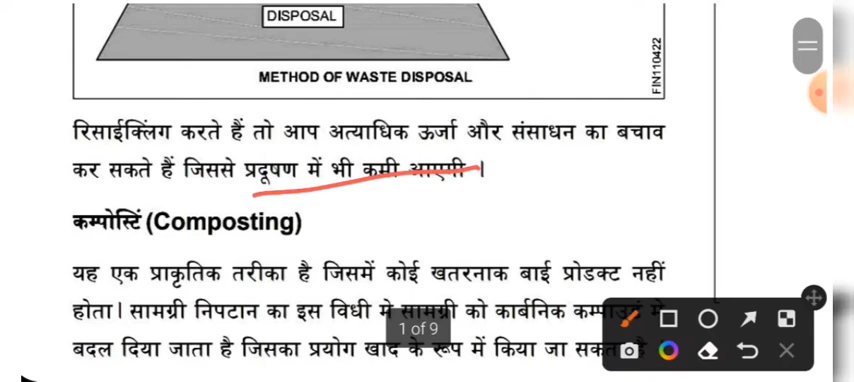 DISPOSAL
METHOD OF WASTE DISPOSAL
FIN110422
रिसाईक्लिंग करते हैं तो आप अत्याधिक ऊर्जा और संसाधन का बचाव
कर सकते हैं जिससे प्रदूषण में भी कमी आएगी ।
कम्पोस्टिं (Composting)
यह एक प्राकृतिक तरीका है जिसमें कोई खतरनाक बाई प्रोडक्ट नहीं
होता। सामग्री निपटान का इस विधी मे सामग्री को कार्बनिक
बदल दिया जाता है जिसका प्रयोग खाद के रूप में किया जा सकता है
1 of 9